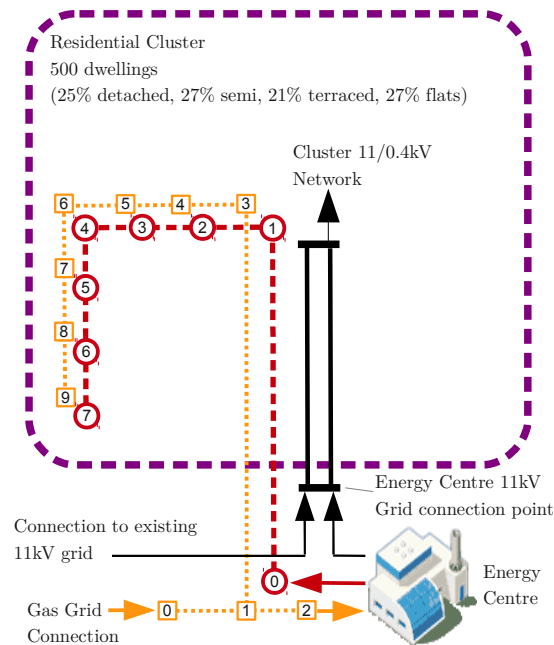 Residential Cluster
500 dwellings
(25% detached, 27% semi, 21% terraced, 27% flats)
Cluster 11/0.4kV
Network
6 5 4 3
4 3 2 1
7
5
8
6
9
7
Energy Centre 11kV
Grid connection point
Connection to existing
11kV grid
0
Energy
Centre
Gas Grid
Connection
0 1 2